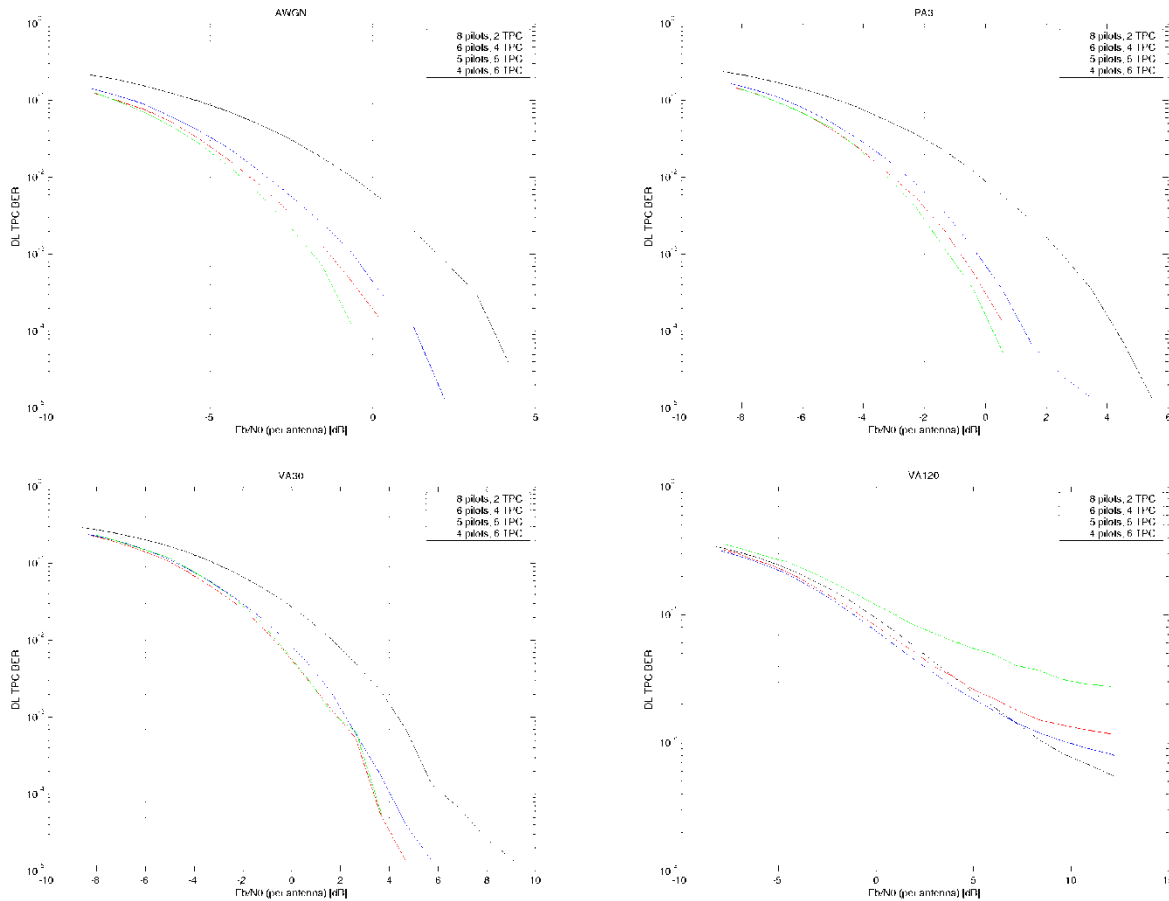 AWGN
8 pilots, 2 TPC
6 pilots, 4 TPC
5 pilots, 5 TPC
4 pilots, 6 TPC
DL TPC BER
-10
-5
0
5
Eb/N0 (per antenna) [dB]
PA3
8 pilots, 2 TPC
6 pilots, 4 TPC
5 pilots, 5 TPC
4 pilots, 6 TPC
DL TPC BER
-10
-8
-6
-4
-2
0
2
4
6
Eb/N0 (per antenna) [dB]
VA30
8 pilots, 2 TPC
6 pilots, 4 TPC
5 pilots, 5 TPC
4 pilots, 6 TPC
DL TPC BER
-8
-6
-4
-2
0
2
4
6
8
10
Eb/N0 (per antenna) [dB]
VA120
8 pilots, 2 TPC
6 pilots, 4 TPC
5 pilots, 5 TPC
4 pilots, 6 TPC
DL TPC BER
-10
-5
0
5
10
15
Eb/N0 (per antenna) [dB]